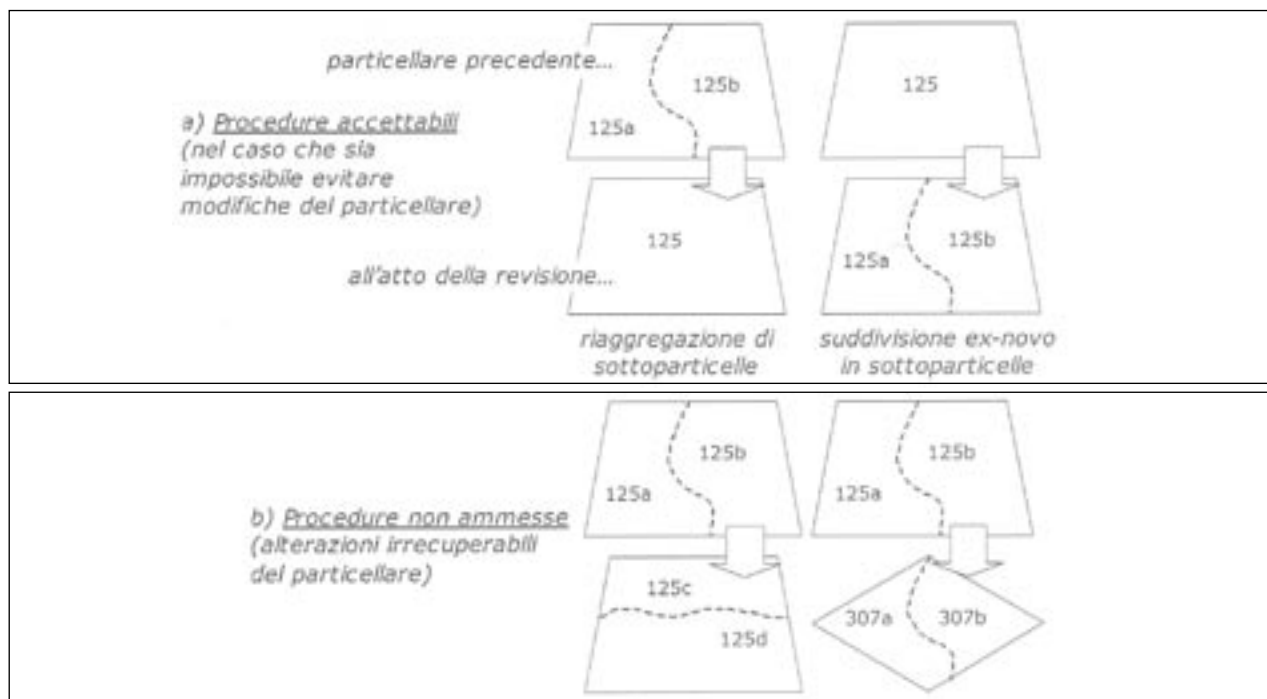 particellare precedente...
a) Procedure accettabili
(nel caso che sia
impossibile evitare
modifiche del particellare)
all'atto della revisione...
125a
125b
125
125
125a
125b
riaggregazione di
sottoparticelle
suddivisione ex-novo
in sottoparticelle
b) Procedure non ammesse
(alterazioni irrecuperabili
del particellare)
125a
125b
125a
125b
125c
125d
307a
307b